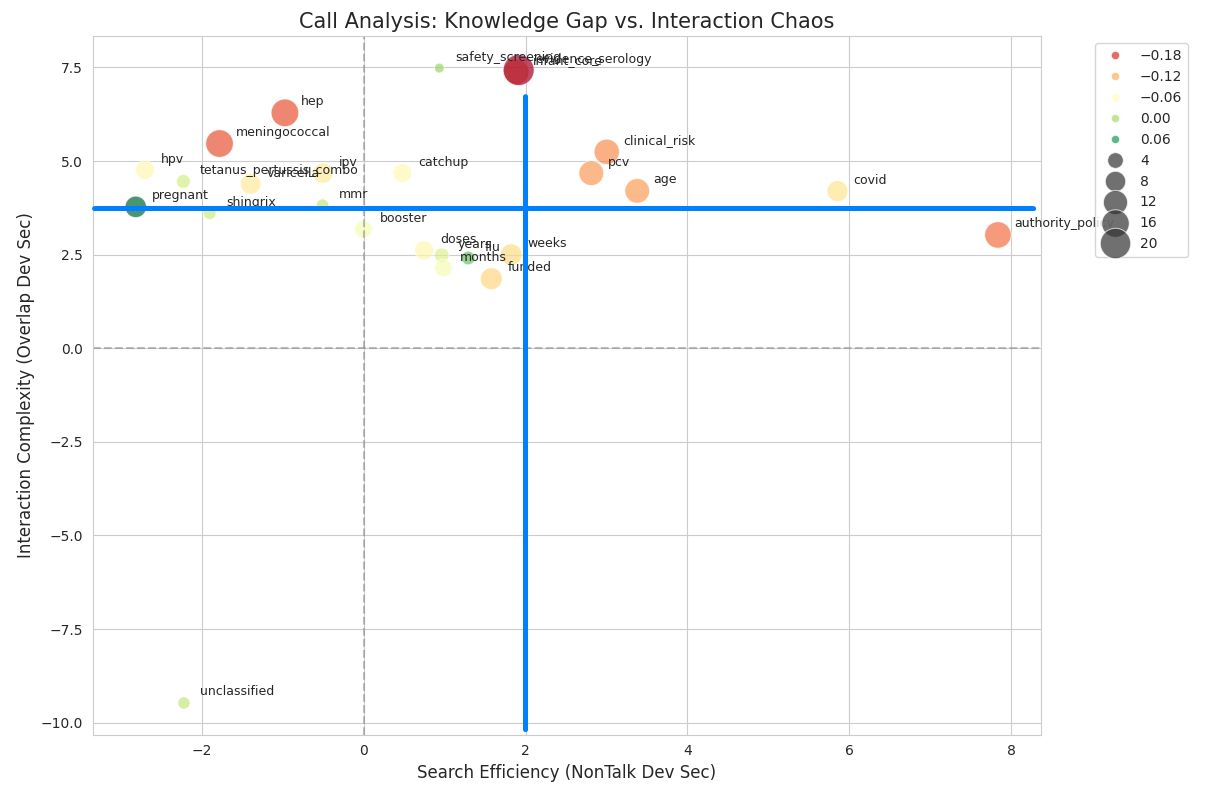 Call Analysis: Knowledge Gap vs. Interaction Chaos
7.5
5.0
2.5
0.0
−2.5
−5.0
−7.5
−10.0
Interaction Complexity (Overlap Dev Sec)
safety_screening
evidence_serology
infant_core
hep
meningococcal
clinical_risk
hpv
ipv
catchup
pcv
tetanus_pertussis_combo
varicella
age
covid
pregnant
mmr
shingrix
booster
authority_policy
doses
years
flu
weeks
months
funded
unclassified
−2
0
2
4
6
8
Search Efficiency (NonTalk Dev Sec)
−0.18
−0.12
−0.06
0.00
0.06
4
8
12
16
20